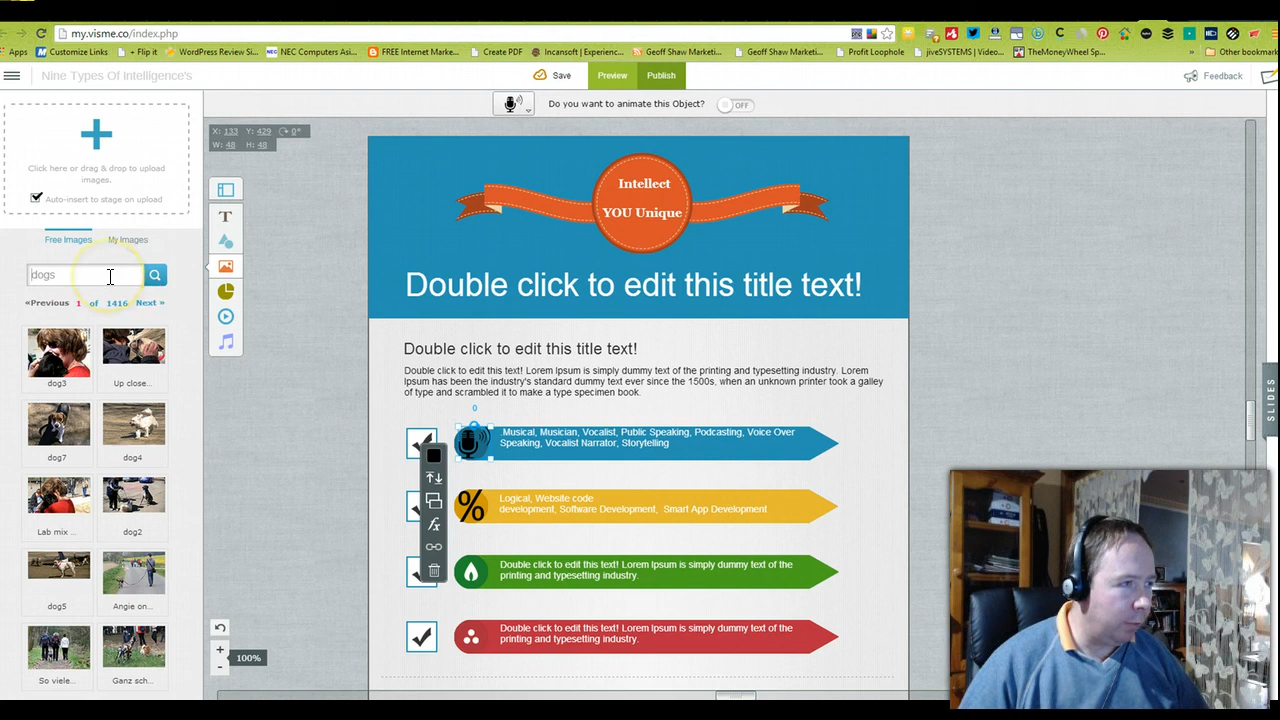 my.visme.co/index.php
Apps
Customize Links
+ Flip it
WordPress Review Si...
NEC Computers Asi...
FREE Internet Marke...
Create PDF
Incansoft | Experienc...
Geoff Shaw Marketi...
Geoff Shaw Marketi...
Profit Loophole
jiveSYSTEMS | Video...
TheMoneyWheel Sp...
»
Other bookmark
Nine Types Of Intelligence's
Save
Preview
Publish
Feedback
Do you want to animate this Object?
OFF
X: 133 Y: 429 0°
W: 48 H: 48
Click here or drag & drop to upload
images.
Auto-insert to stage on upload
Free Images
My Images
dogs
«Previous 1 of 1416 Next »
dog3
Up close...
dog7
dog4
Lab mix ...
dog2
dog5
Angie on...
So viele...
Ganz sch...
T
+
100%
-
Intellect
YOU Unique
Double click to edit this title text!
Double click to edit this title text!
Double click to edit this text! Lorem Ipsum is simply dummy text of the printing and typesetting industry. Lorem
Ipsum has been the industry's standard dummy text ever since the 1500s, when an unknown printer took a galley
of type and scrambled it to make a type specimen book.
0
Musical, Musician, Vocalist, Public Speaking, Podcasting, Voice Over
Speaking, Vocalist Narrator, Storytelling
%
Logical, Website code
development, Software Development, Smart App Development
Double click to edit this text! Lorem Ipsum is simply dummy text of the
printing and typesetting industry.
Double click to edit this text! Lorem Ipsum is simply dummy text of the
printing and typesetting industry.
SLIDES